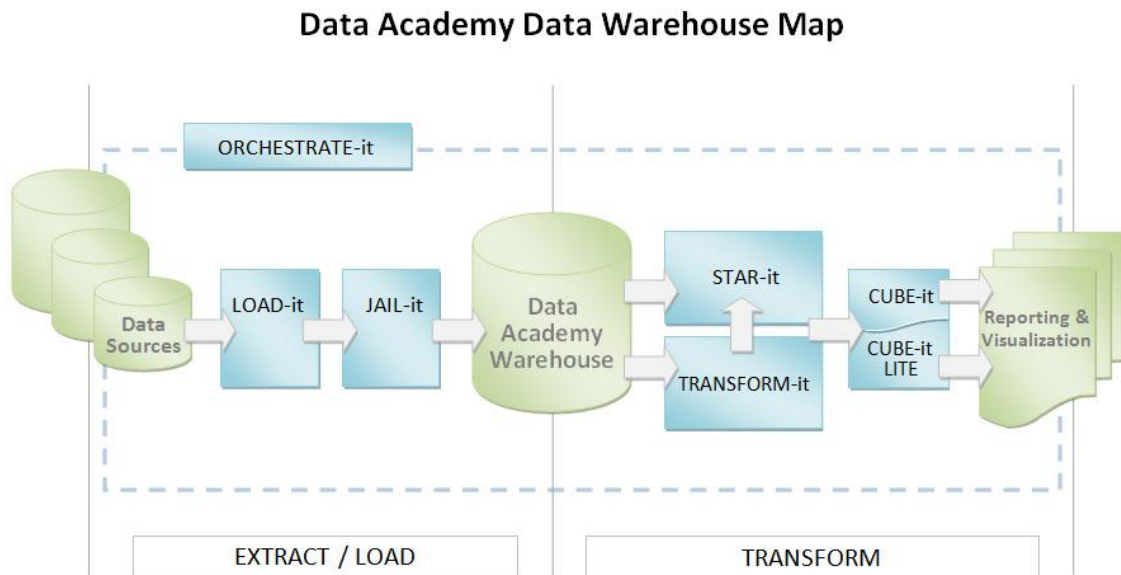 Data Academy Data Warehouse Map
ORCHESTRATE-it
Data
Sources
LOAD-it
JAIL-it
Data
Academy
Warehouse
STAR-it
TRANSFORM-it
CUBE-it
CUBE-it
LITE
Reporting &
Visualization
EXTRACT / LOAD
TRANSFORM